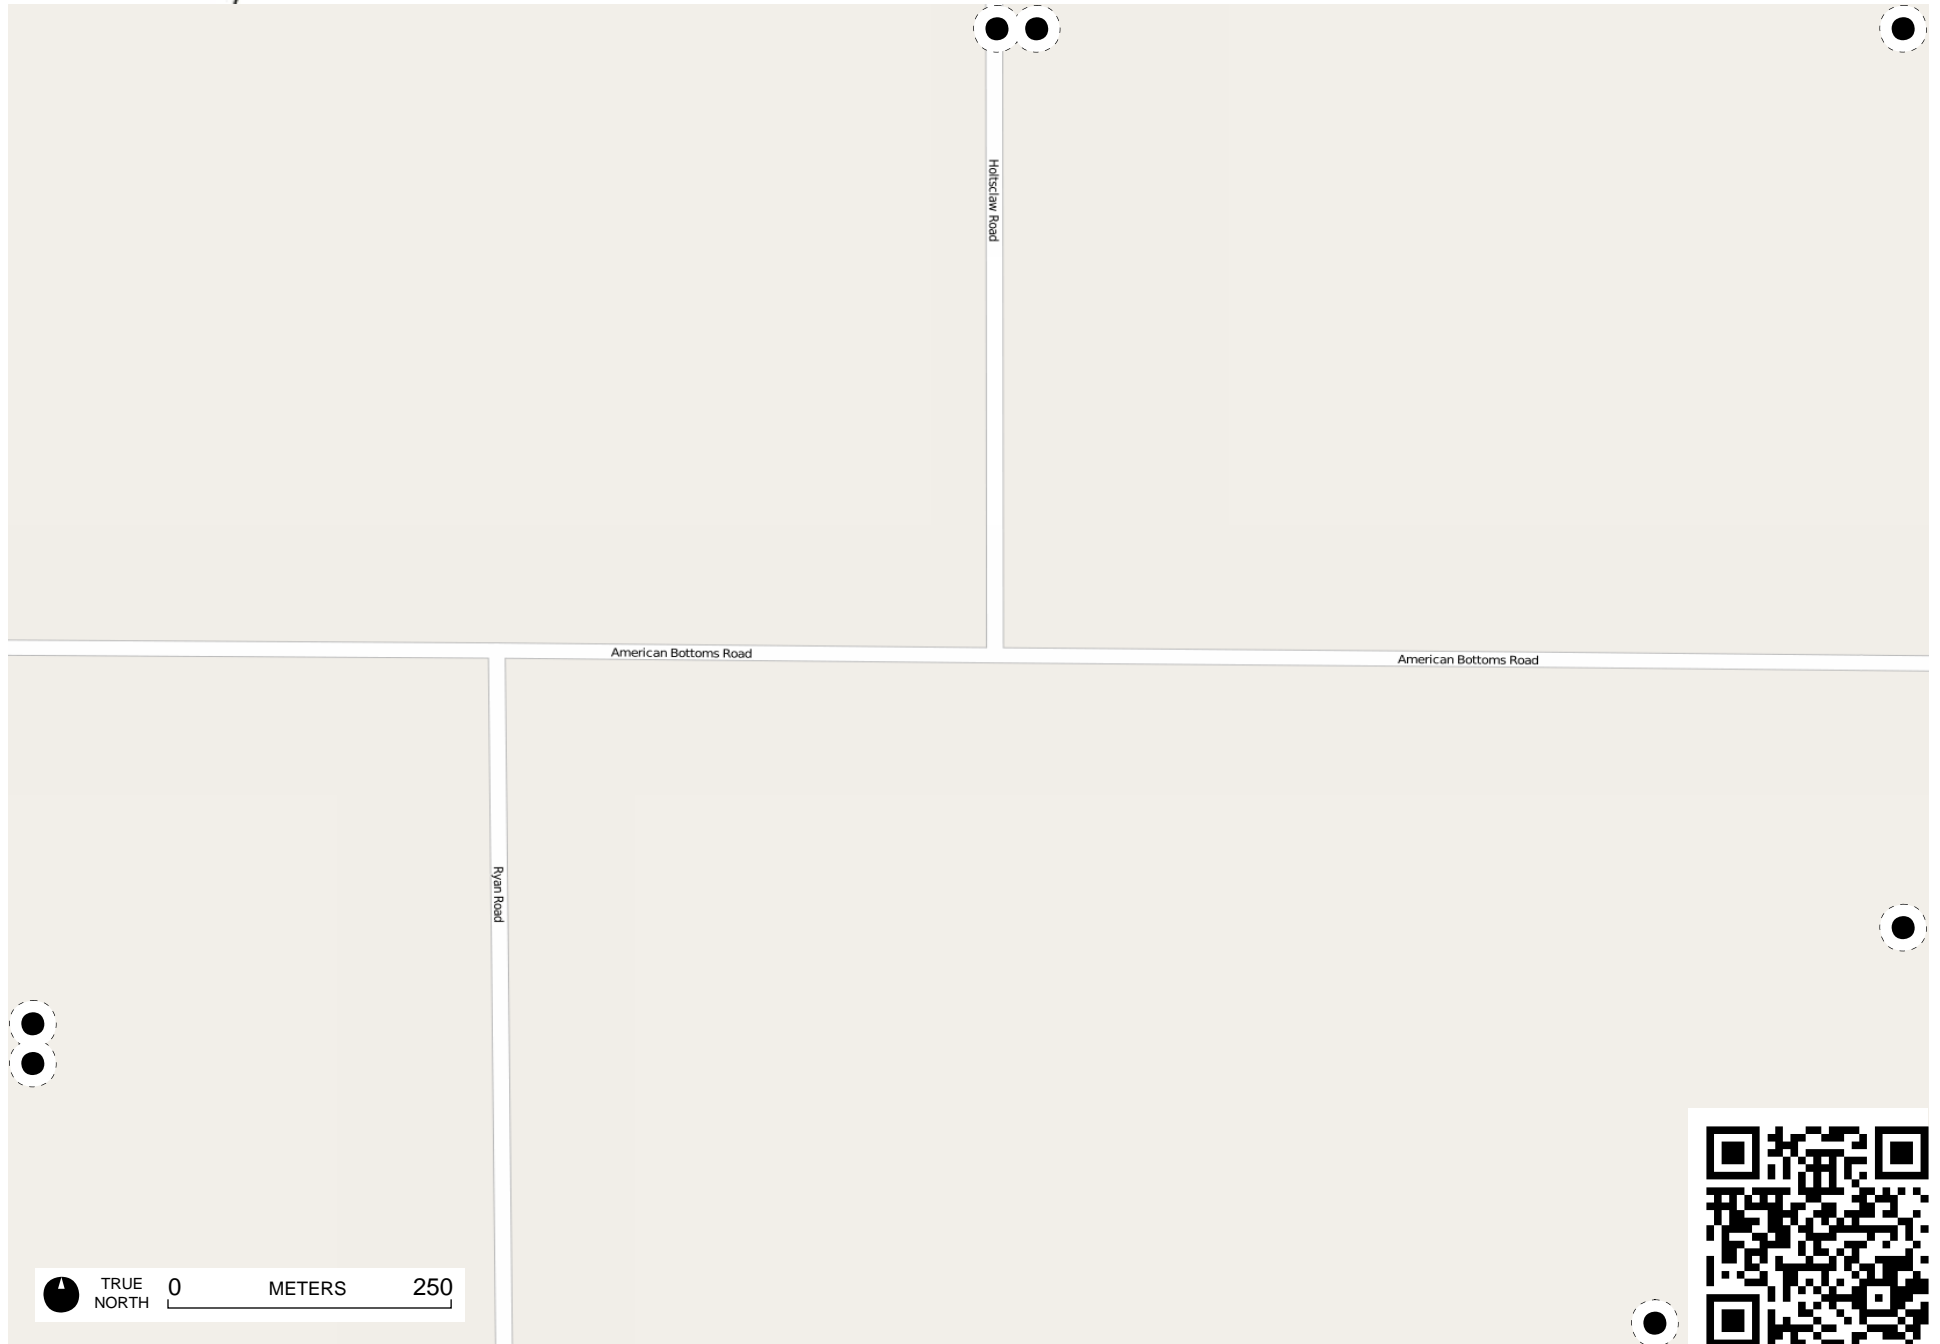 Holtsclaw Road
American Bottoms Road
American Bottoms Road
Ryan Road
TRUE NORTH
0 METERS 250